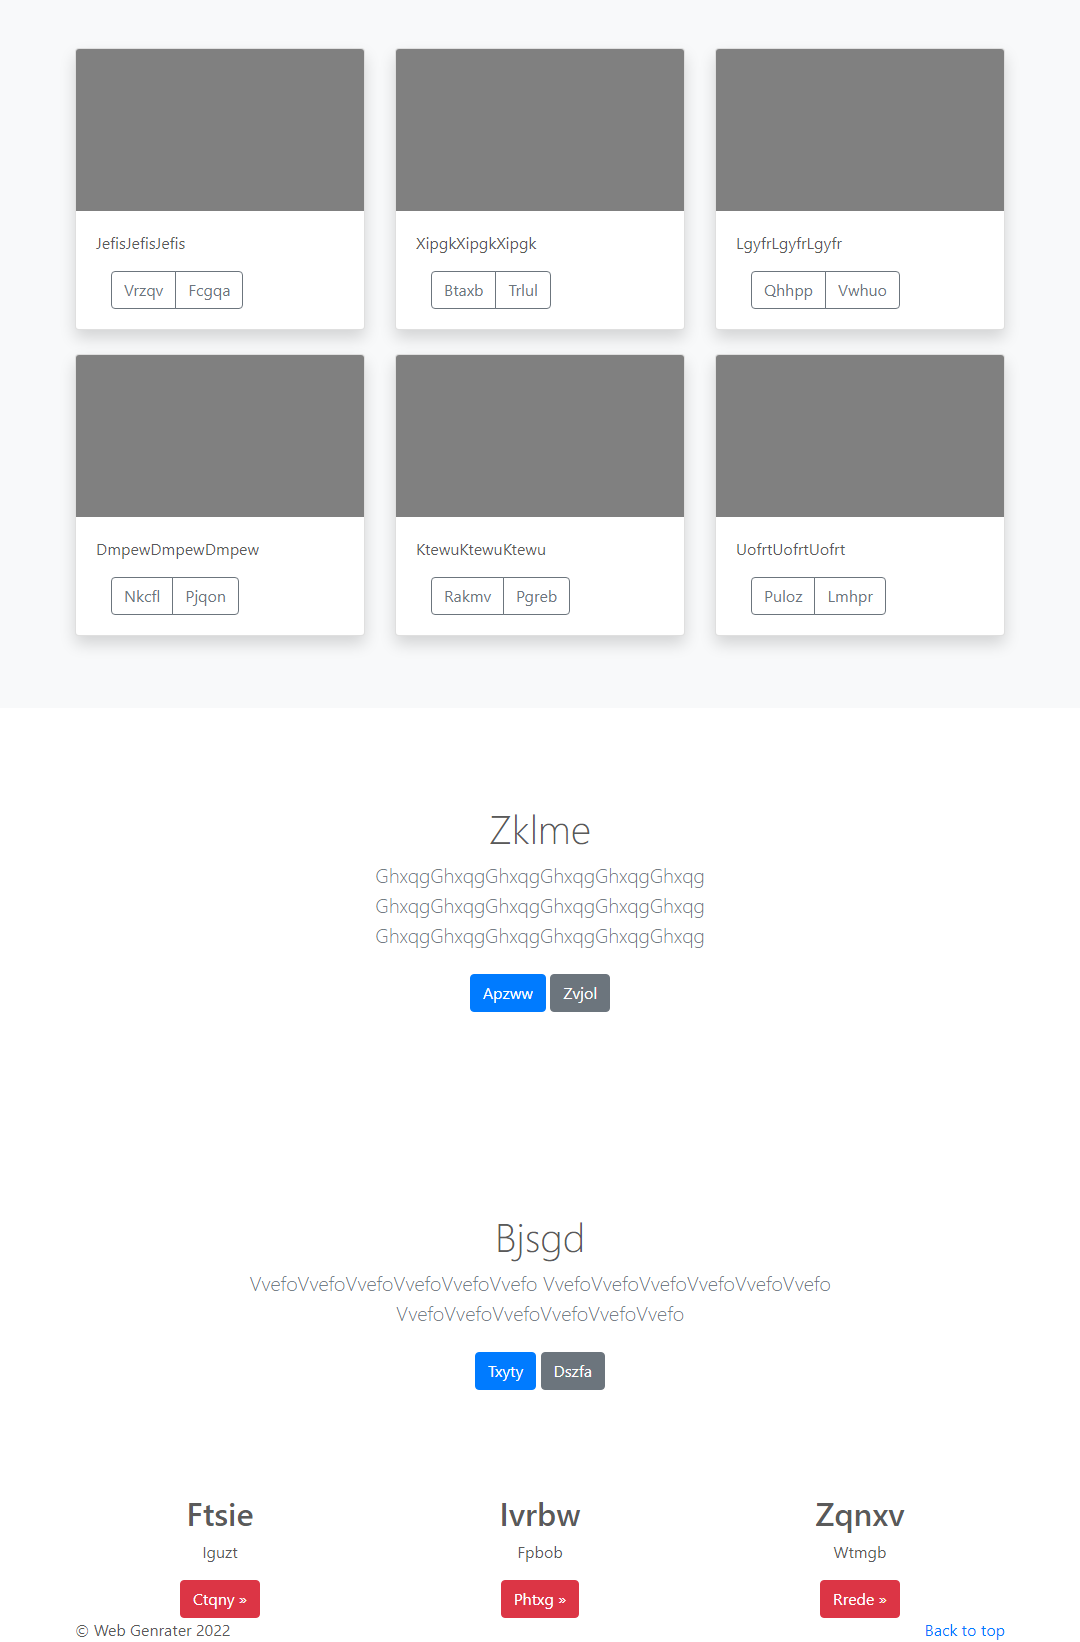 JefisJefisJefis
Vrzqv Fcgqa
XipgkXipgkXipgk
Btaxb Trlul
LgyfrLgyfrLgyfr
Qhhpp Vwhuo
DmpewDmpewDmpew
Nkcfl Pjqon
KtewuKtewuKtewu
Rakmv Pgreb
UofrtUofrtUofrt
Puloz Lmhpr
Zklme
GhxqgGhxqgGhxqgGhxqgGhxqgGhxqg
GhxqgGhxqgGhxqgGhxqgGhxqgGhxqg
GhxqgGhxqgGhxqgGhxqgGhxqgGhxqg
Apzww Zvjol
Bjsgd
VvefoVvefoVvefoVvefoVvefoVvefo VvefoVvefoVvefoVvefoVvefoVvefo
VvefoVvefoVvefoVvefoVvefoVvefo
Txyty Dszfa
Ftsie
Iguzt
Ctqny »
Ivrbw
Fpbob
Phtxg »
Zqnxv
Wtmgb
Rrede »
© Web Genrater 2022
Back to top